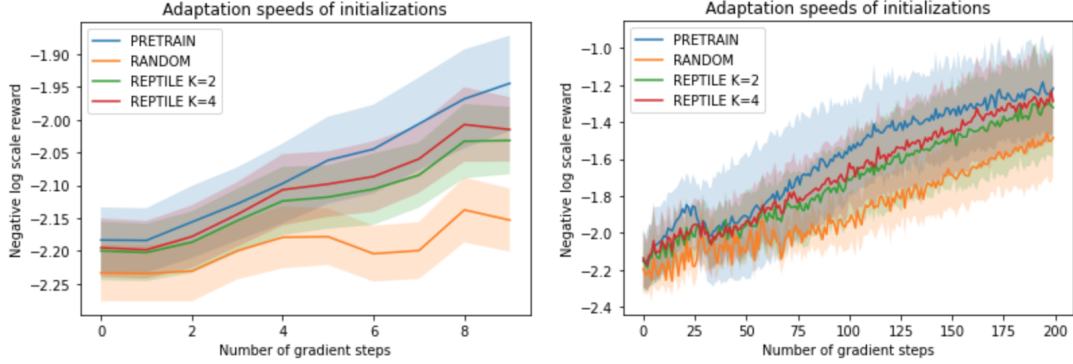 Adaptation speeds of initializations
Negative log scale reward
−1.90
−1.95
−2.00
−2.05
−2.10
−2.15
−2.20
−2.25
PRETRAIN
RANDOM
REPTILE K=2
REPTILE K=4
0
2
4
6
8
Number of gradient steps
Adaptation speeds of initializations
Negative log scale reward
−1.0
−1.2
−1.4
−1.6
−1.8
−2.0
−2.2
−2.4
PRETRAIN
RANDOM
REPTILE K=2
REPTILE K=4
0
25
50
75
100
125
150
175
200
Number of gradient steps